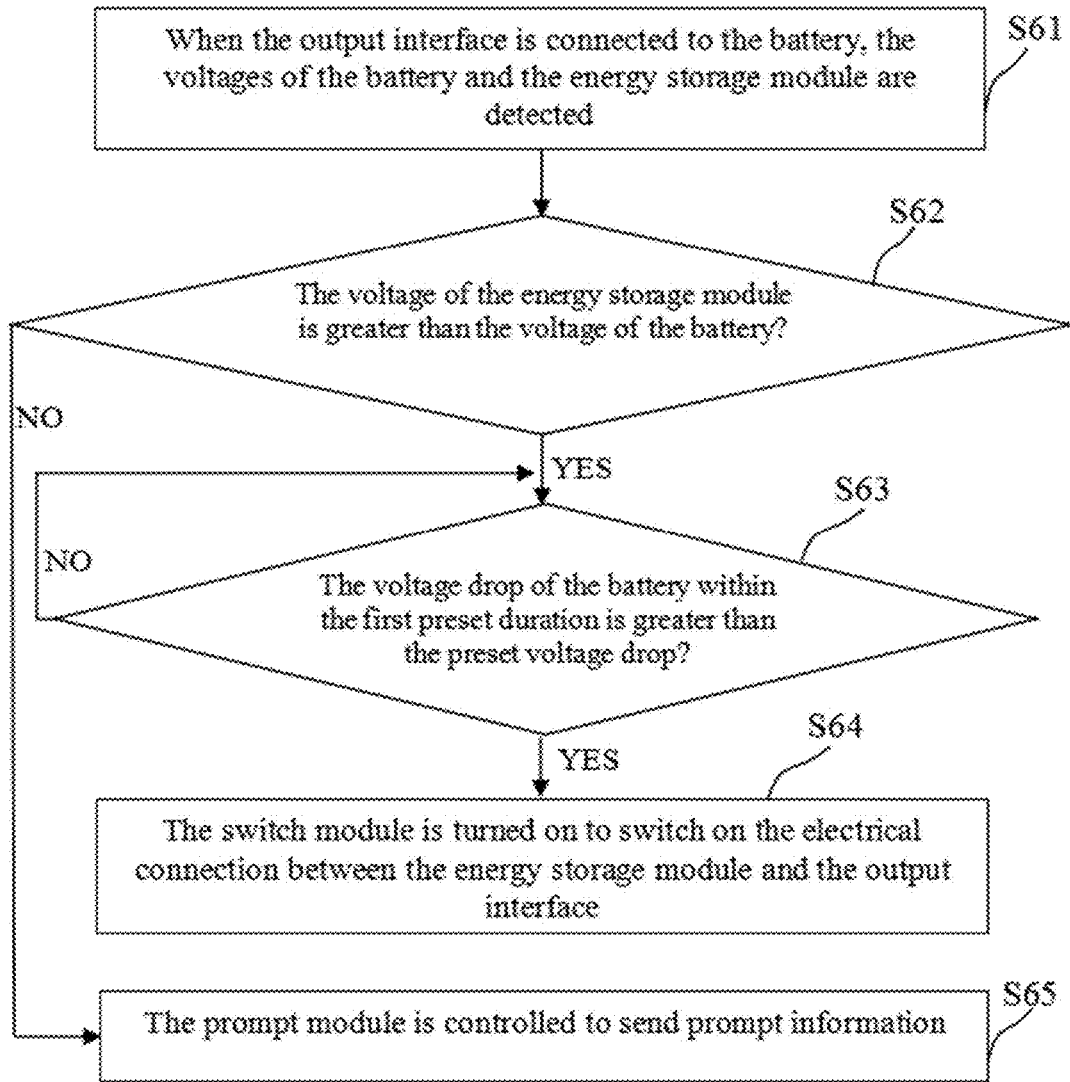 When the output interface is connected to the battery, the
voltages of the battery and the energy storage module are
detected
S61
S62
The voltage of the energy storage module
is greater than the voltage of the battery?
NO
YES
S63
NO
The voltage drop of the battery within
the first preset duration is greater than
the preset voltage drop?
S64
YES
The switch module is turned on to switch on the electrical
connection between the energy storage module and the output
interface
S65
The prompt module is controlled to send prompt information